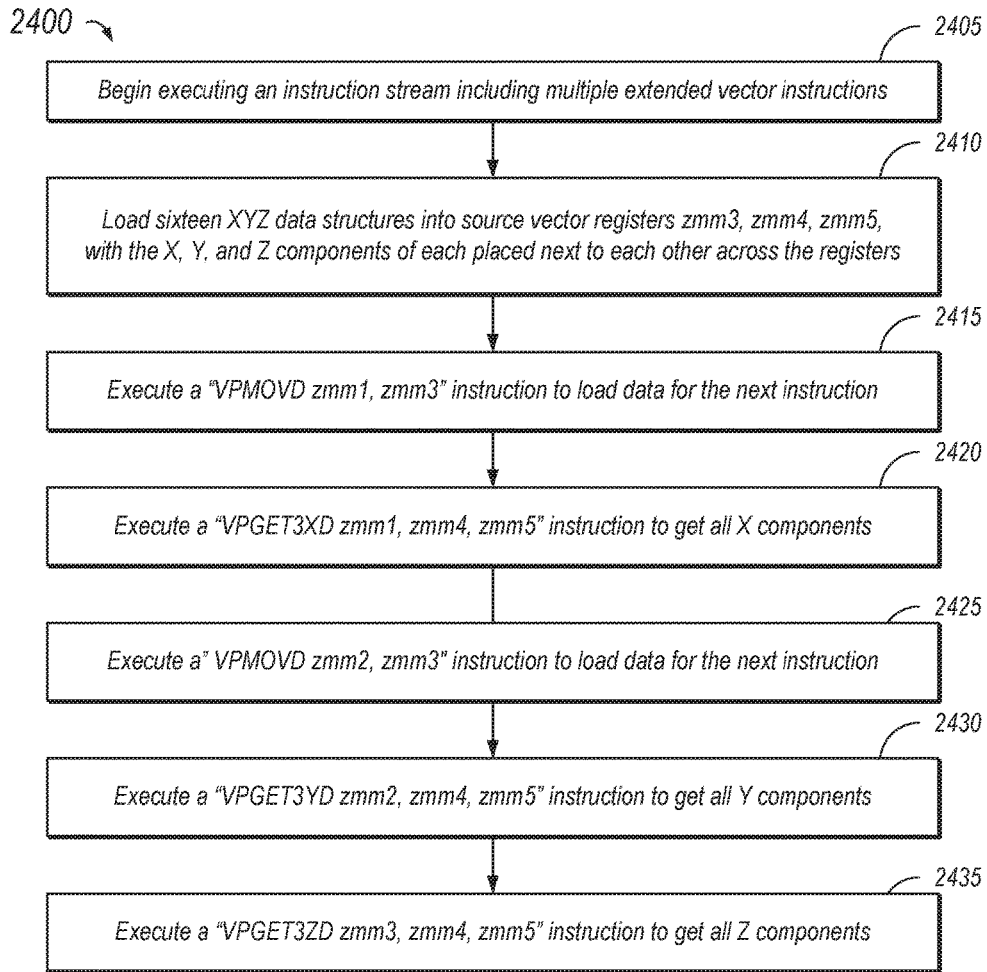 2400
2405
Begin executing an instruction stream including multiple extended vector instructions
2410
Load sixteen XYZ data structures into source vector registers zmm3, zmm4, zmm5,
with the X, Y, and Z components of each placed next to each other across the registers
2415
Execute a “VPMOVD zmm1, zmm3” instruction to load data for the next instruction
2420
Execute a “VPGET3XD zmm1, zmm4, zmm5” instruction to get all X components
2425
Execute a” VPMOVD zmm2, zmm3" instruction to load data for the next instruction
2430
Execute a “VPGET3YD zmm2, zmm4, zmm5” instruction to get all Y components
2435
Execute a “VPGET3ZD zmm3, zmm4, zmm5” instruction to get all Z components